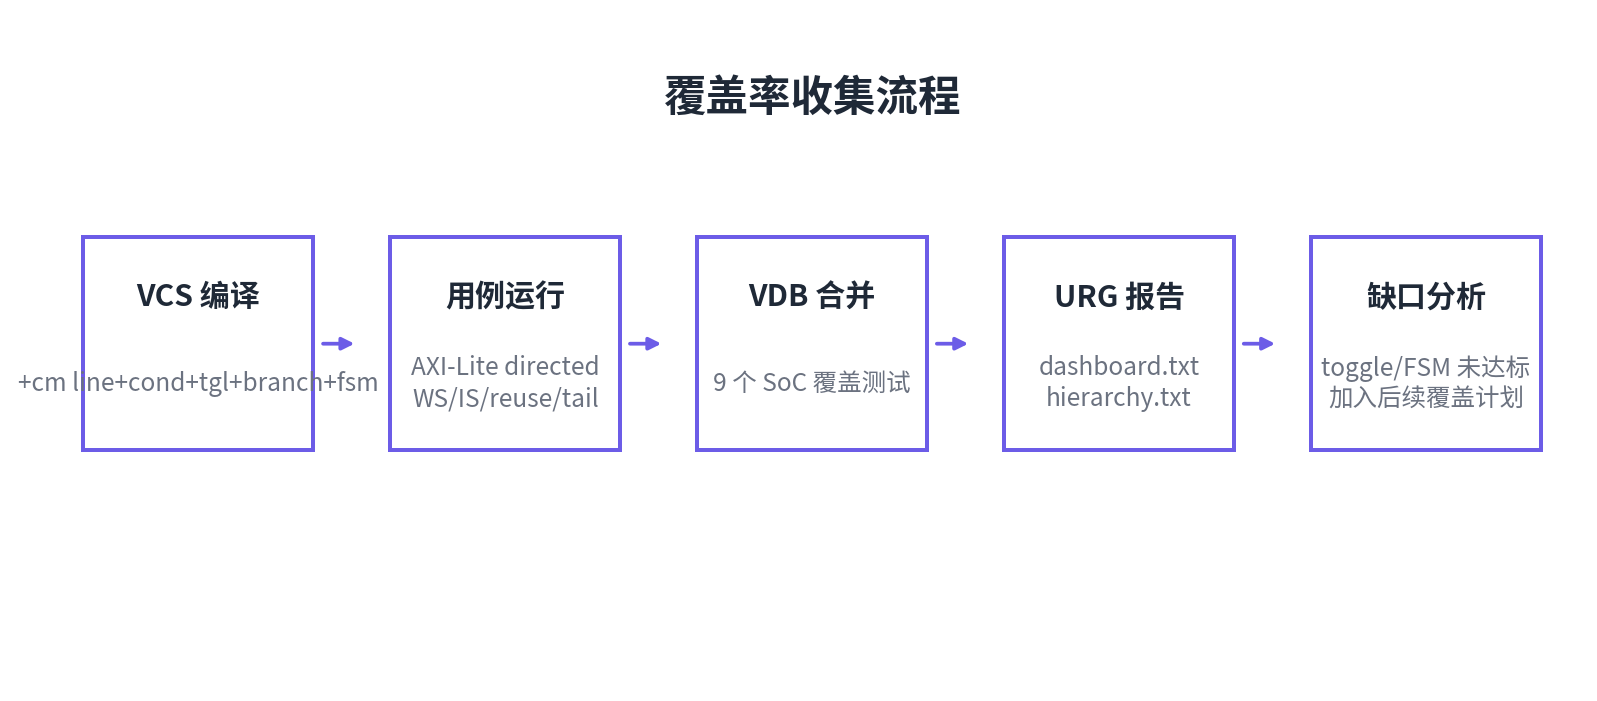 覆盖率收集流程
VCS 编译
+cm line+cond+tgl+branch+fsm
用例运行
AXI-Lite directed
WS/IS/reuse/tail
VDB 合并
9 个 SoC 覆盖测试
URG 报告
dashboard.txt
hierarchy.txt
缺口分析
toggle/FSM 未达标
加入后续覆盖计划